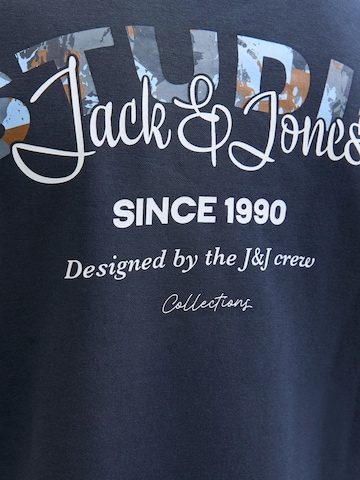 STUDI
Jack & Jones
SINCE 1990
Designed by the J&J crew
Collections